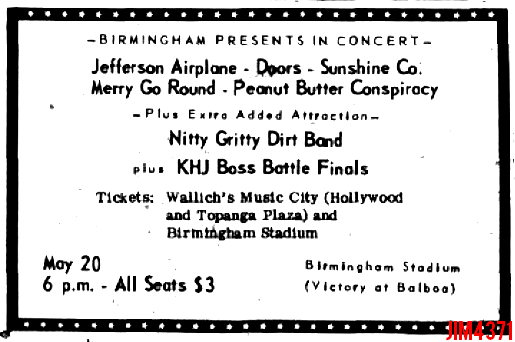 -BIRMINGHAM PRESENTS IN CONCERT-
Jefferson Airplane - Doors - Sunshine Co.
Merry Go Round - Peanut Butter Conspiracy
-Plus Extra Added Attraction-
Nitty Gritty Dirt Band
plus KHJ Boss Battle Finals
Tickets: Wallich's Music City (Hollywood
and Topanga Plaza) and
Birmingham Stadium
May 20
6 p.m. - All Seats $3
Birmingham Stadium
(Victory at Balboa)
JIM4371